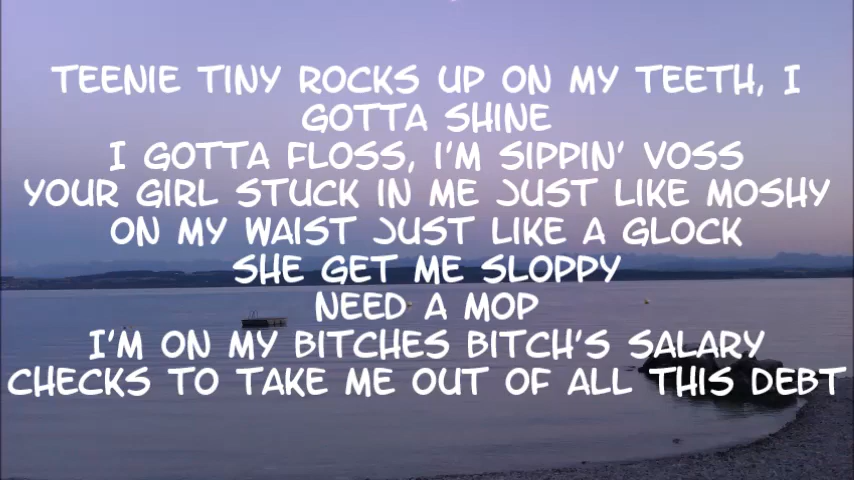 TEENIE TINY ROCKS UP ON MY TEETH, I
GOTTA SHINE
I GOTTA FLOSS, I'M SIPPIN' VOSS
YOUR GIRL STUCK IN ME JUST LIKE MOSHY
ON MY WAIST JUST LIKE A GLOCK
SHE GET ME SLOPPY
NEED A MOP
I'M ON MY BITCHES BITCH'S SALARY
CHECKS TO TAKE ME OUT OF ALL THIS DEBT